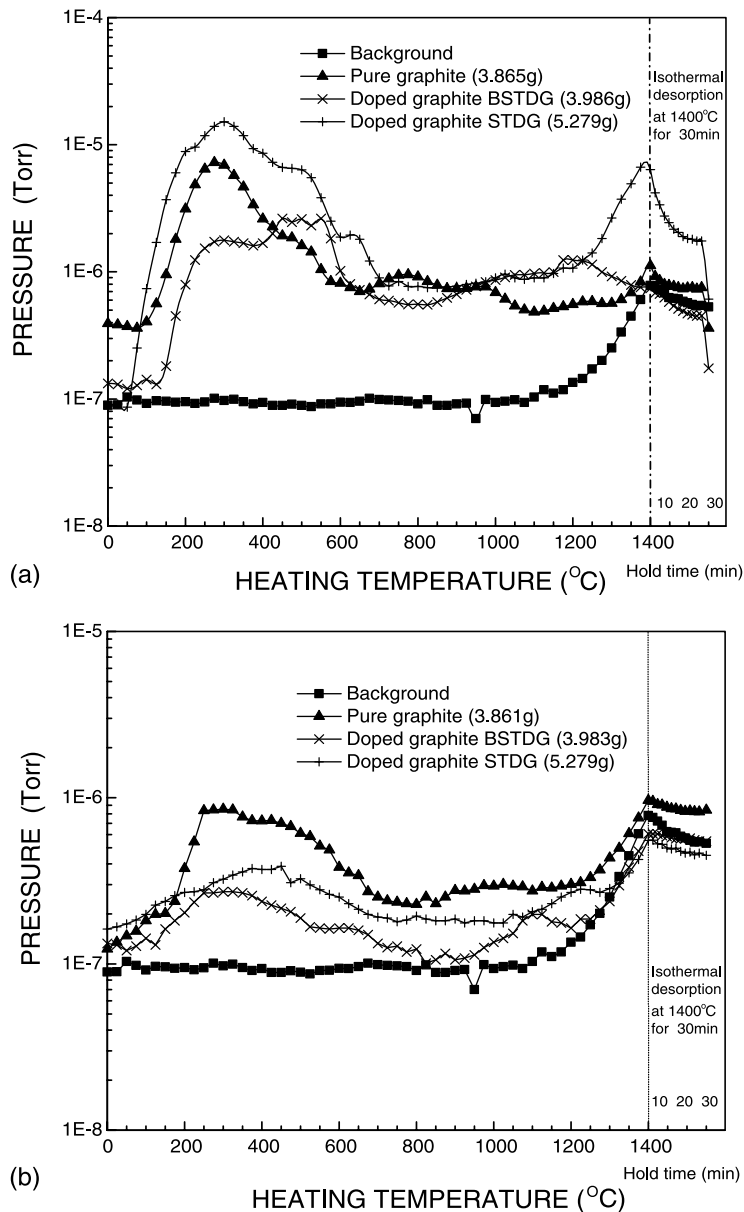 1E-4
1E-5
1E-6
1E-7
1E-8
PRESSURE (Torr)
Background
Pure graphite (3.865g)
Doped graphite BSTDG (3.986g)
Doped graphite STDG (5.279g)
Isothermal
desorption
at 1400°C
for 30min
10 20 30
0 200 400 600 800 1000 1200 1400
Hold time (min)
(a)
HEATING TEMPERATURE (°C)
1E-5
1E-6
1E-7
1E-8
PRESSURE (Torr)
Background
Pure graphite (3.861g)
Doped graphite BSTDG (3.983g)
Doped graphite STDG (5.279g)
Isothermal
desorption
at 1400°C
for 30min
10 20 30
0 200 400 600 800 1000 1200 1400
Hold time (min)
(b)
HEATING TEMPERATURE (°C)